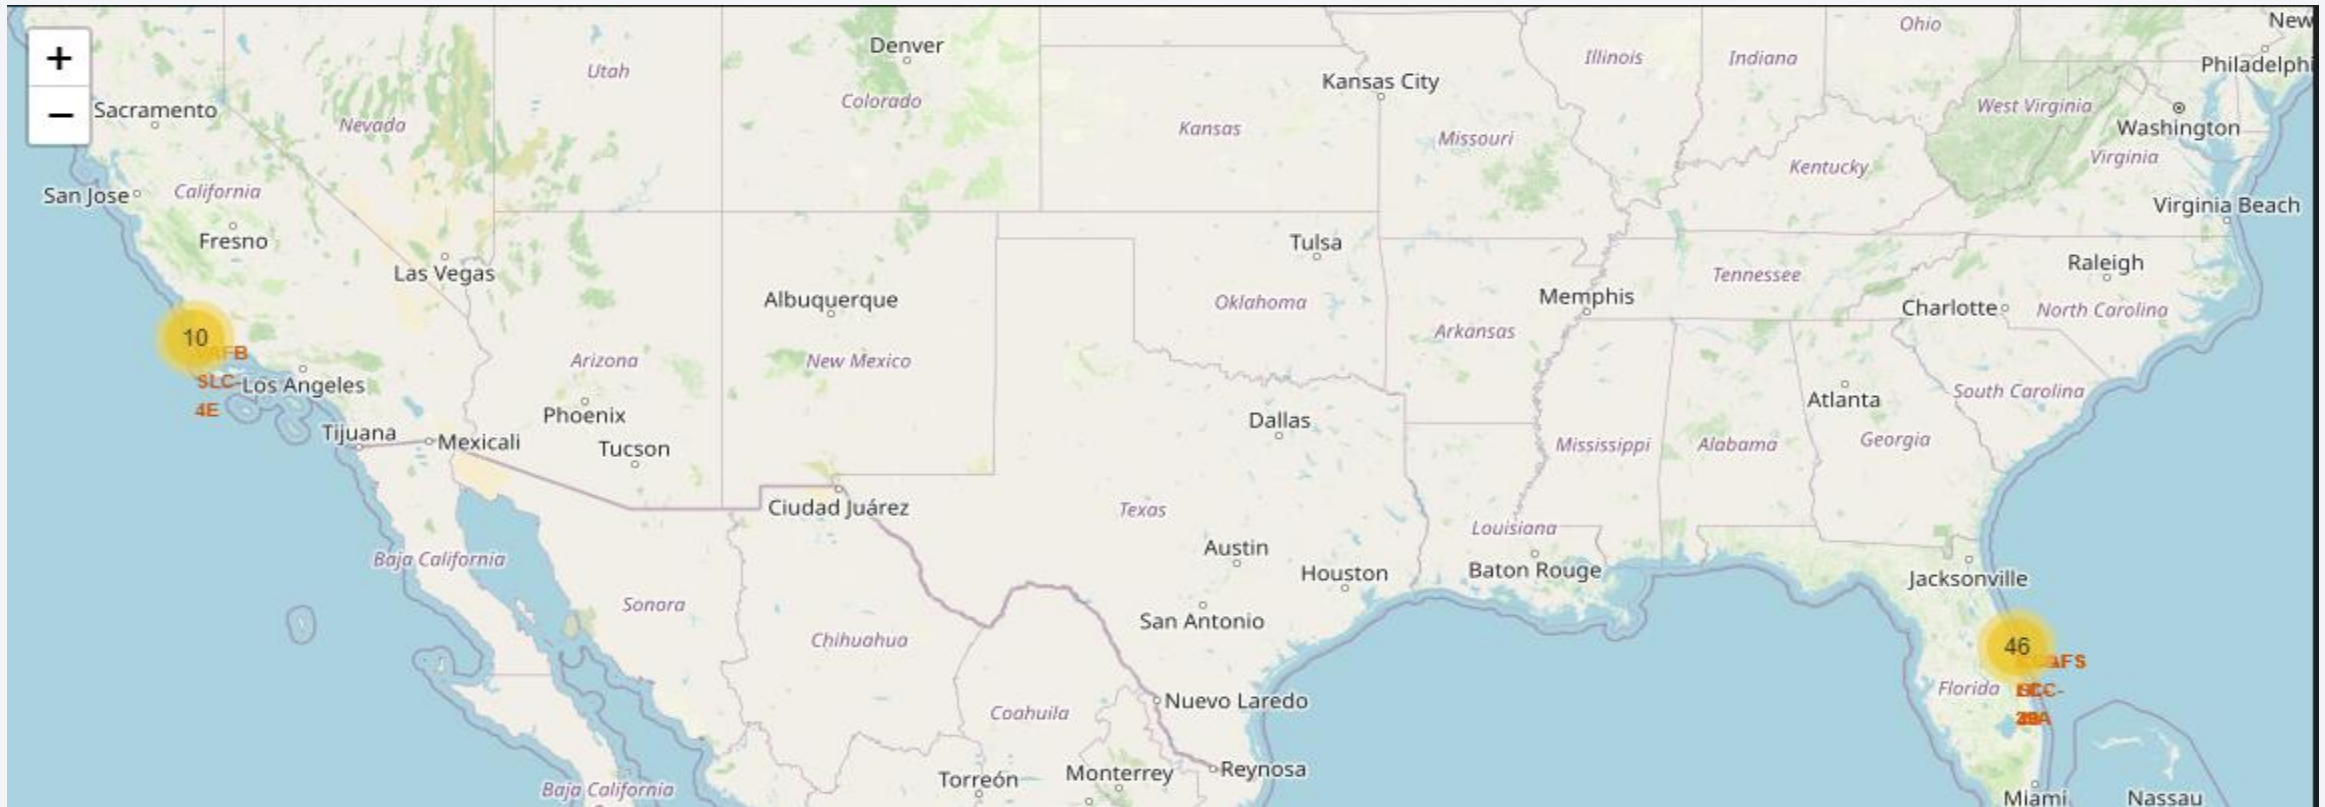 +
−
Sacramento
San Jose
California
Fresno
Nevada
Las Vegas
Utah
Denver
Colorado
Kansas
Kansas City
Missouri
Illinois
Indiana
Ohio
New
Philadelphi
West Virginia
Washington
Virginia
Virginia Beach
Kentucky
Tulsa
Oklahoma
Albuquerque
New Mexico
Arizona
Phoenix
Tucson
10
SLC-
4E
Los Angeles
Tijuana
Mexicali
Memphis
Tennessee
Arkansas
Raleigh
Charlotte
North Carolina
South Carolina
Atlanta
Georgia
Alabama
Mississippi
Dallas
Texas
Louisiana
Ciudad Juárez
Austin
Houston
Baton Rouge
San Antonio
Jacksonville
46
Florida
Baja California
Sonora
Chihuahua
Coahuila
Nuevo Laredo
Torreón
Monterrey
Reynosa
Baja California
Miami
Nassau